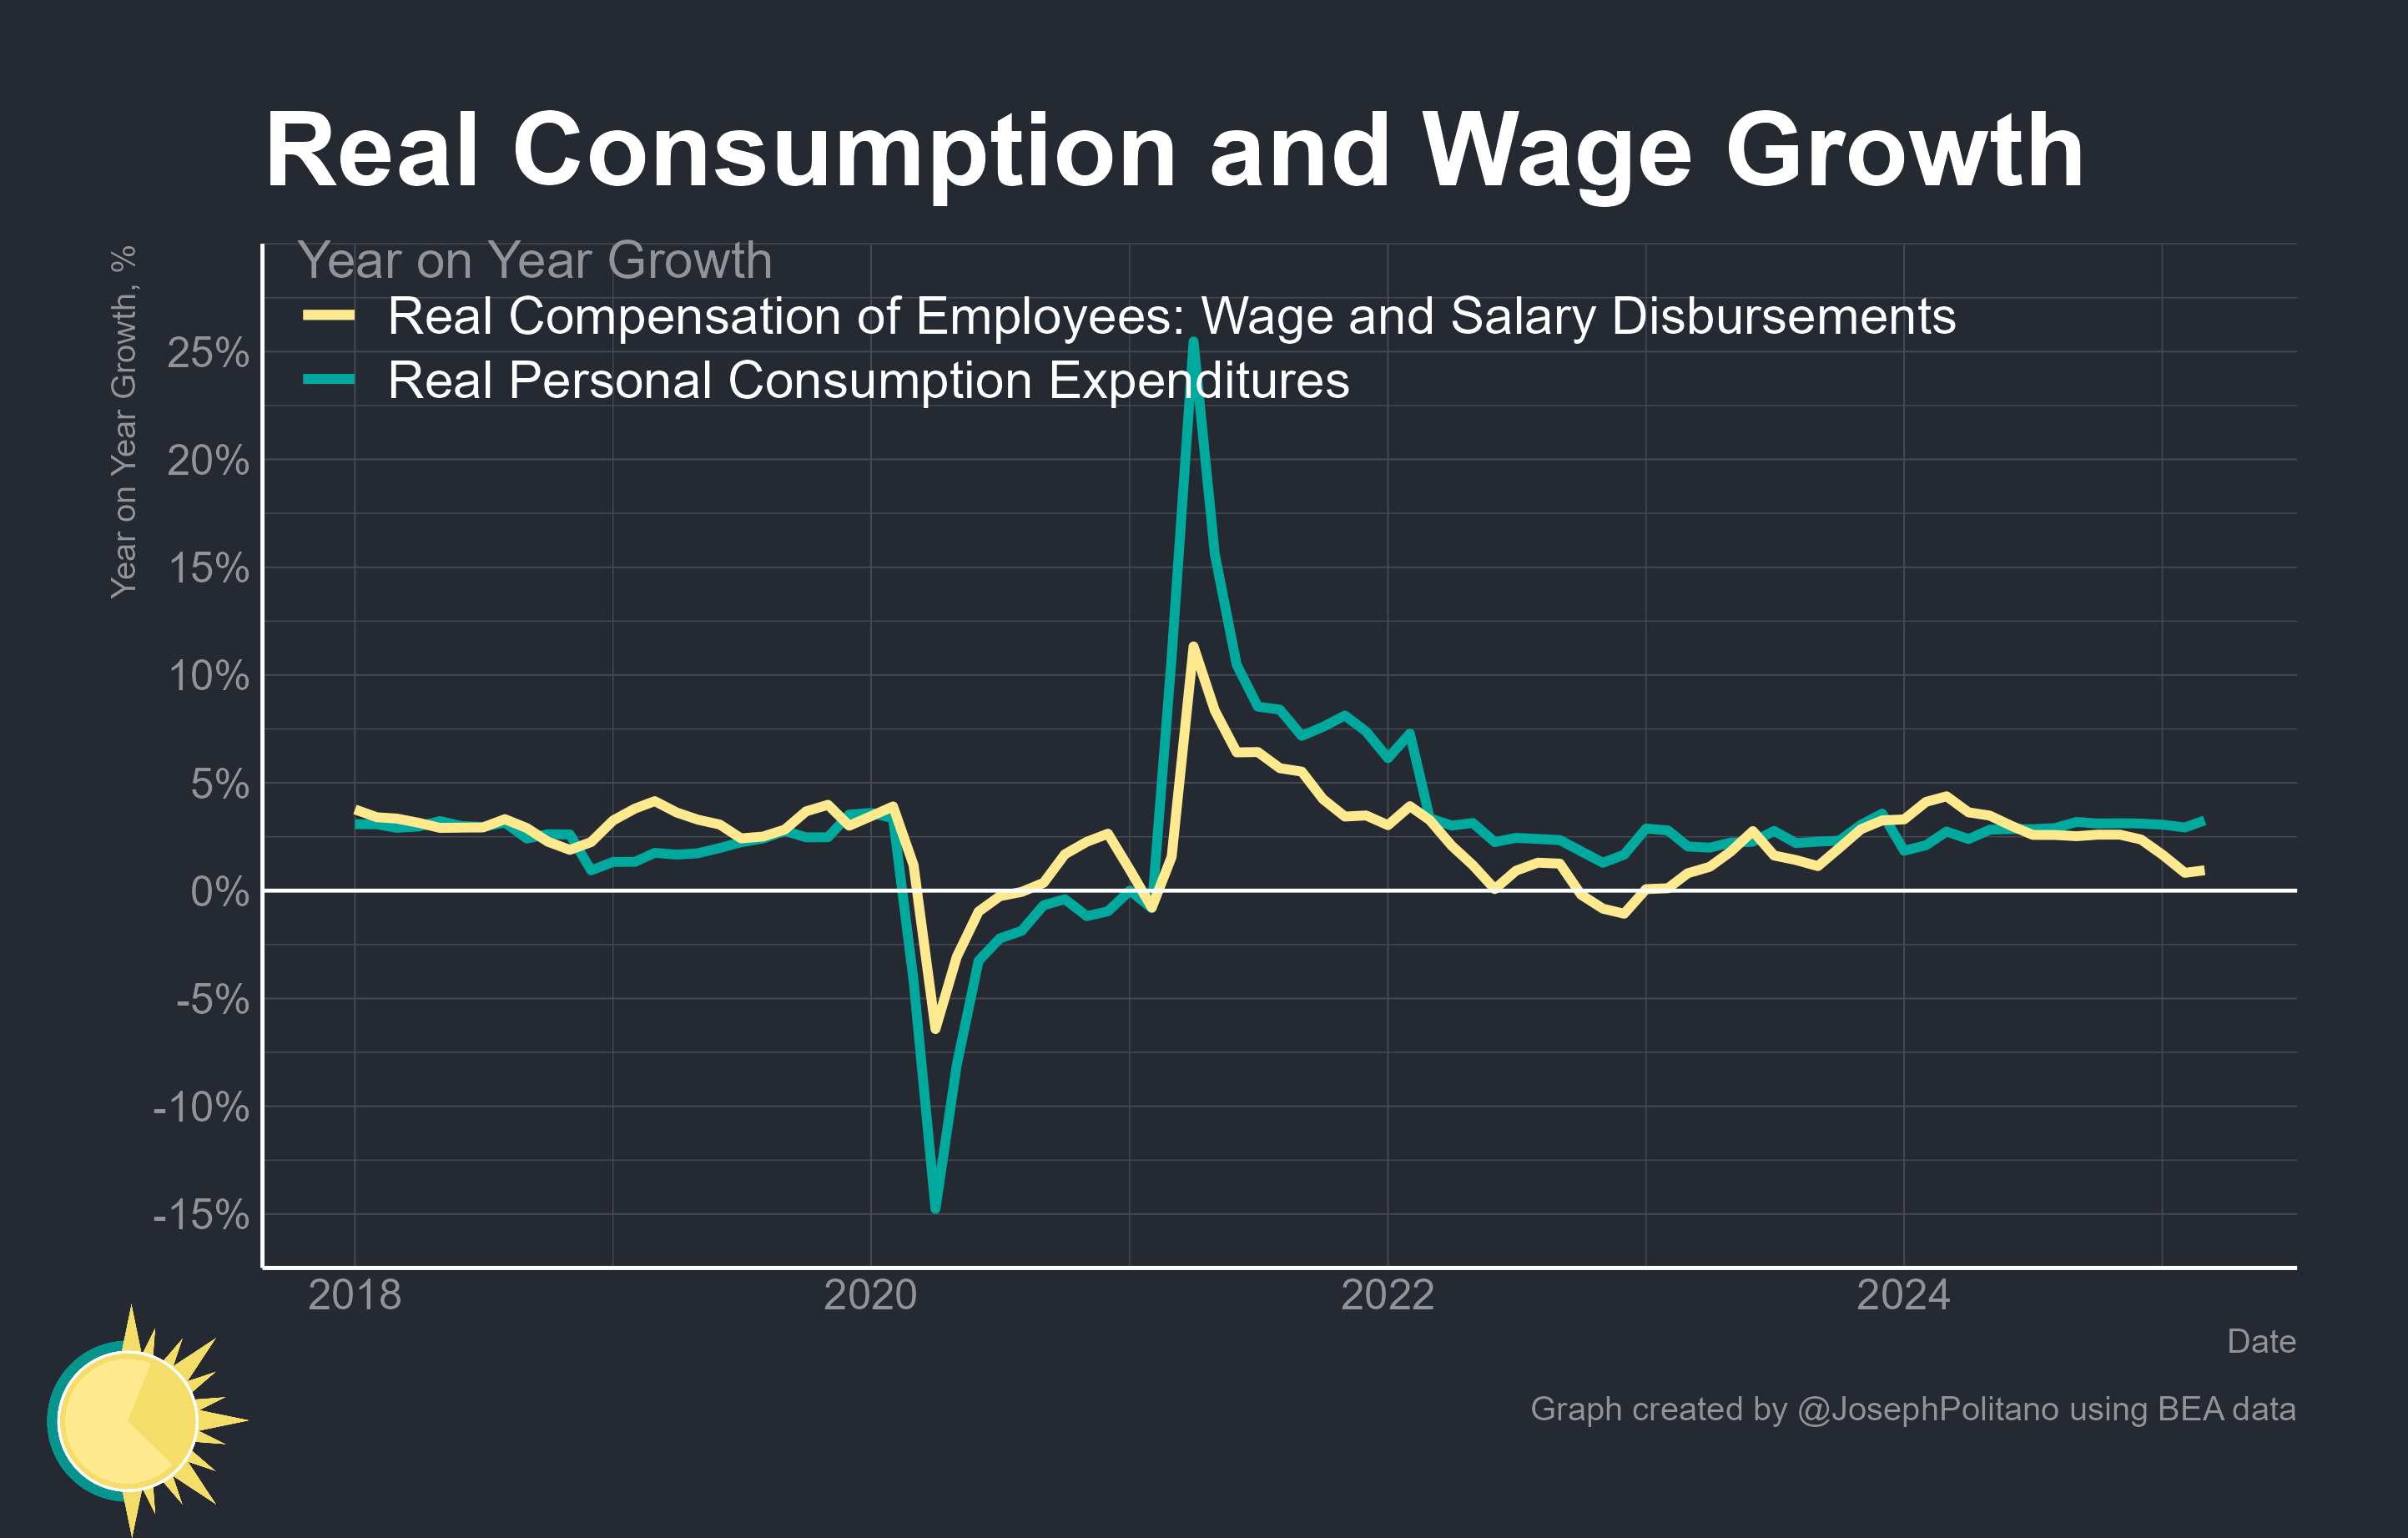 Real Consumption and Wage Growth
Year on Year Growth
Real Compensation of Employees: Wage and Salary Disbursements
Real Personal Consumption Expenditures
Year on Year Growth, %
25%
20%
15%
10%
5%
0%
-5%
-10%
-15%
2018 2020 2022 2024
Date
Graph created by @JosephPolitano using BEA data